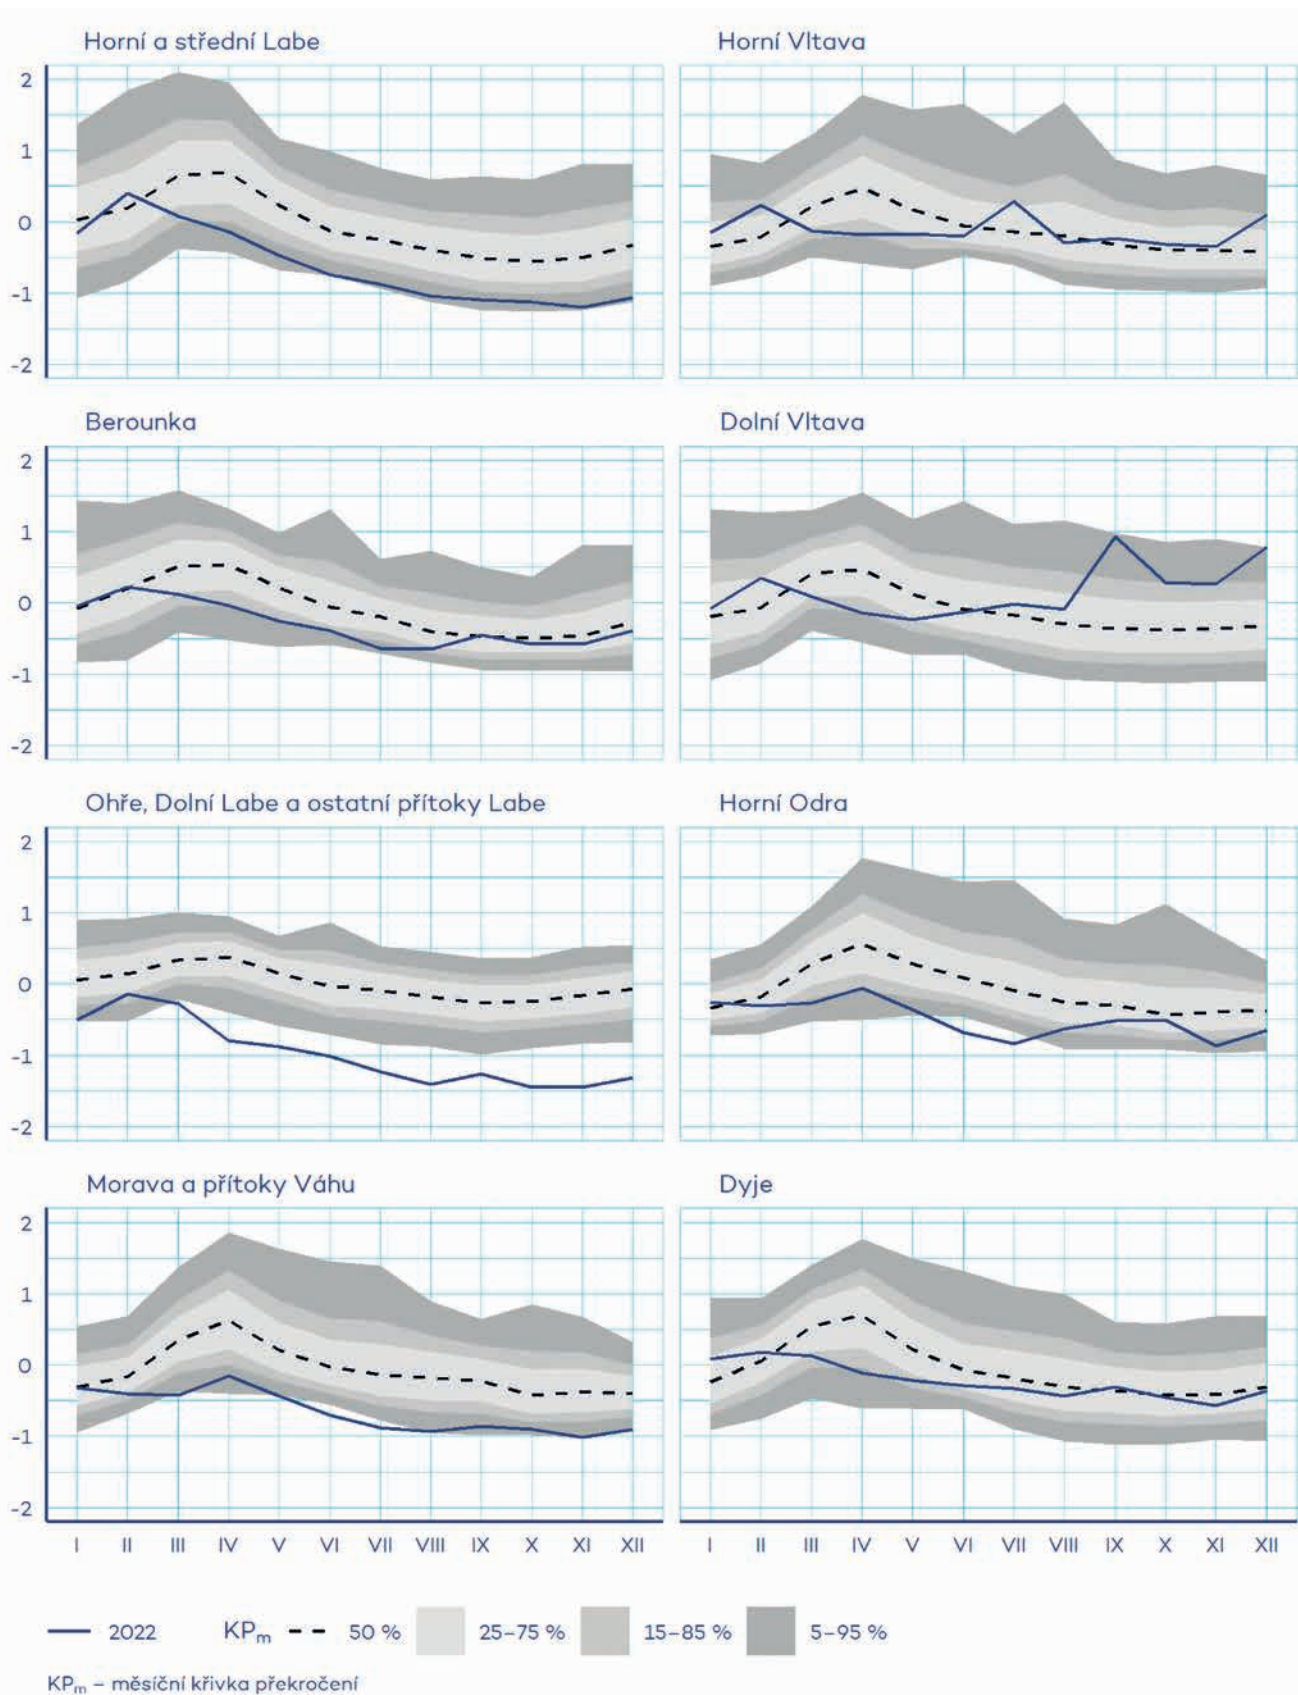 Horní a střední Labe
Horní Vltava
2
1
0
-1
-2
Berounka
Dolní Vltava
2
1
0
-1
-2
Ohře, Dolní Labe a ostatní přítoky Labe
Horní Odra
2
1
0
-1
-2
Morava a přítoky Váhu
Dyje
2
1
0
-1
-2
I II III IV V VI VII VIII IX X XI XII
I II III IV V VI VII VIII IX X XI XII
2022 KPm 50 % 25–75 % 15–85 % 5–95 %
KPm – měsíční křivka překročení